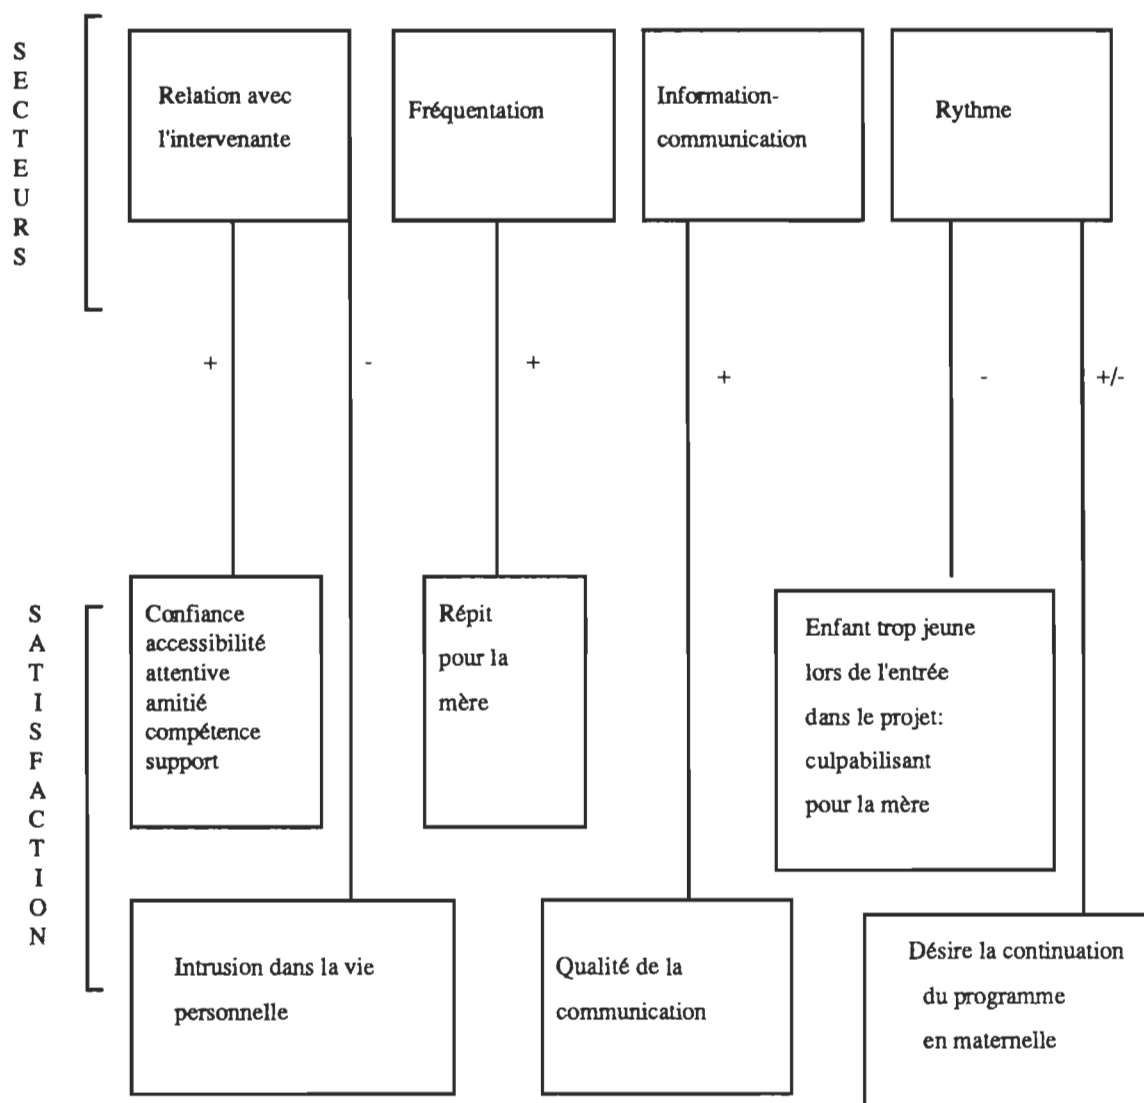 SECTEURS
Relation avec
l'intervenante
Fréquentation
Information-
communication
Rythme
+
-
+
+
-
+/-
SATISFACTION
Confiance
accessibilité
attentive
amitié
compétence
support
Répit
pour la
mère
Enfant trop jeune
lors de l'entrée
dans le projet:
culpabilisant
pour la mère
Intrusion dans la vie
personnelle
Qualité de la
communication
Désire la continuation
du programme
en maternelle